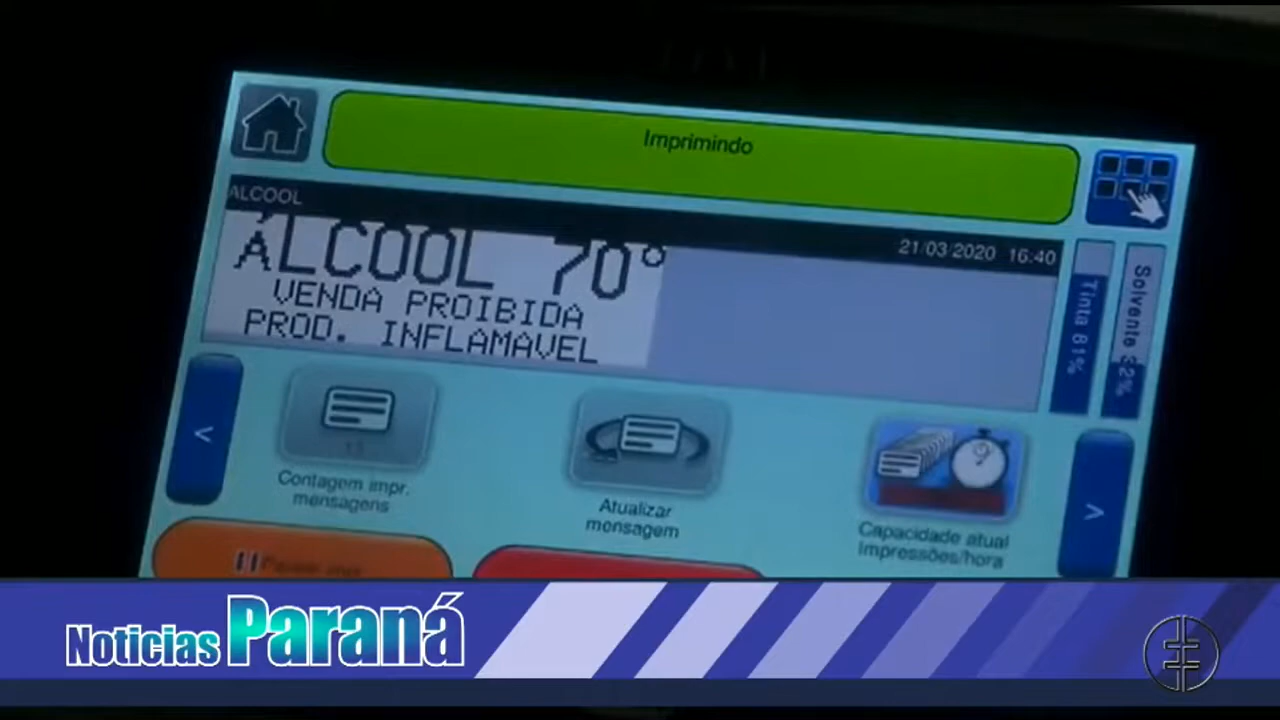 Imprimindo
ALCOOL
21/03/2020 16:40
ÁLCOOL 70°
VENDA PROIBIDA
PROD. INFLAMAVEL
Tinta 81%
Solvente 32%
Contagem impr.
mensagens
Atualizar
mensagem
Capacidade atual
Impressões/hora
Noticias Paraná